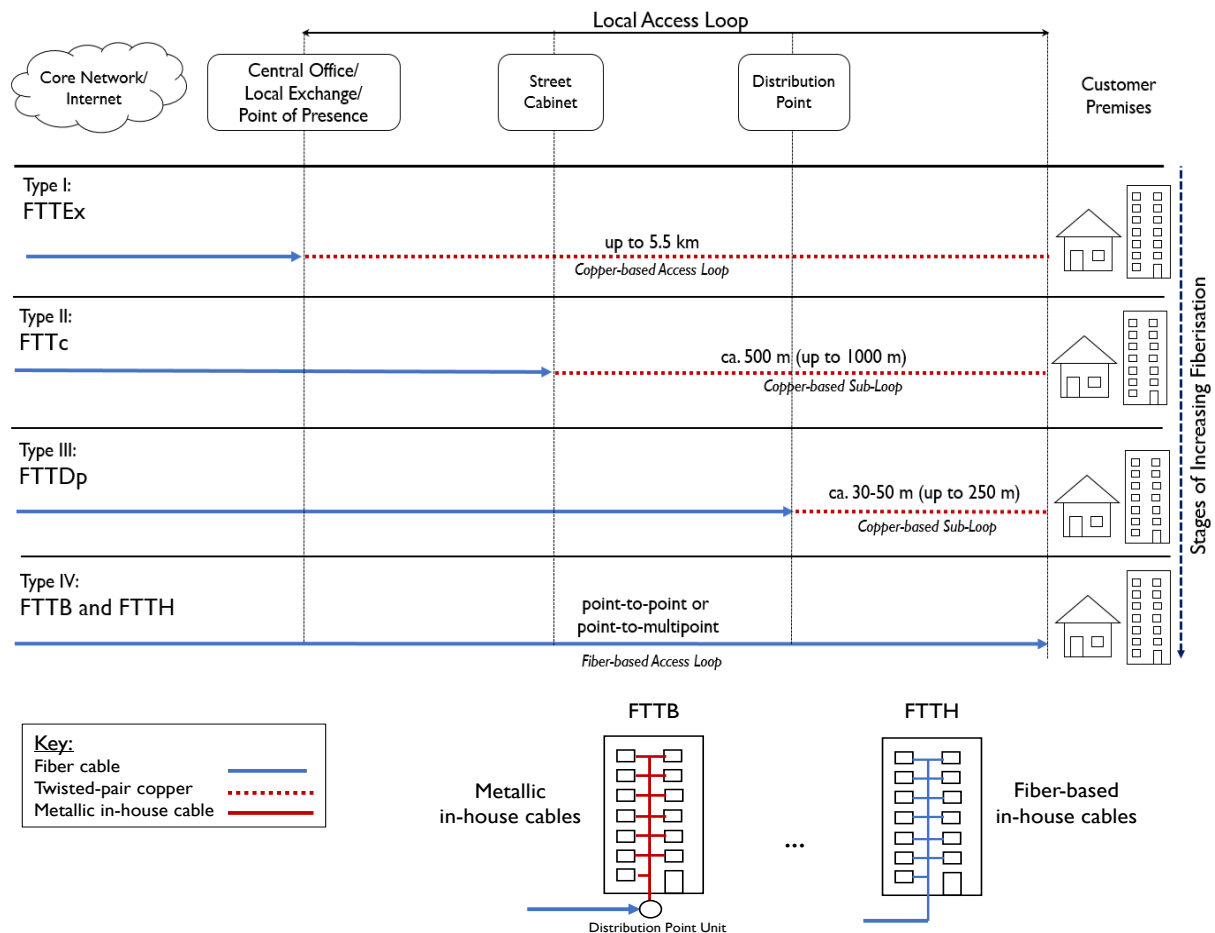 Local Access Loop
Core Network/
Internet
Central Office/
Local Exchange/
Point of Presence
Street
Cabinet
Distribution
Point
Customer
Premises
Type I:
FTTEx
up to 5.5 km
Copper-based Access Loop
Type II:
FTTc
ca. 500 m (up to 1000 m)
Copper-based Sub-Loop
Type III:
FTTDp
ca. 30-50 m (up to 250 m)
Copper-based Sub-Loop
Type IV:
FTTB and FTTH
point-to-point or
point-to-multipoint
Fiber-based Access Loop
Stages of Increasing Fiberisation
Key:
Fiber cable
Twisted-pair copper
Metallic in-house cable
FTTB
Metallic
in-house cables
Distribution Point Unit
...
FTTH
Fiber-based
in-house cables